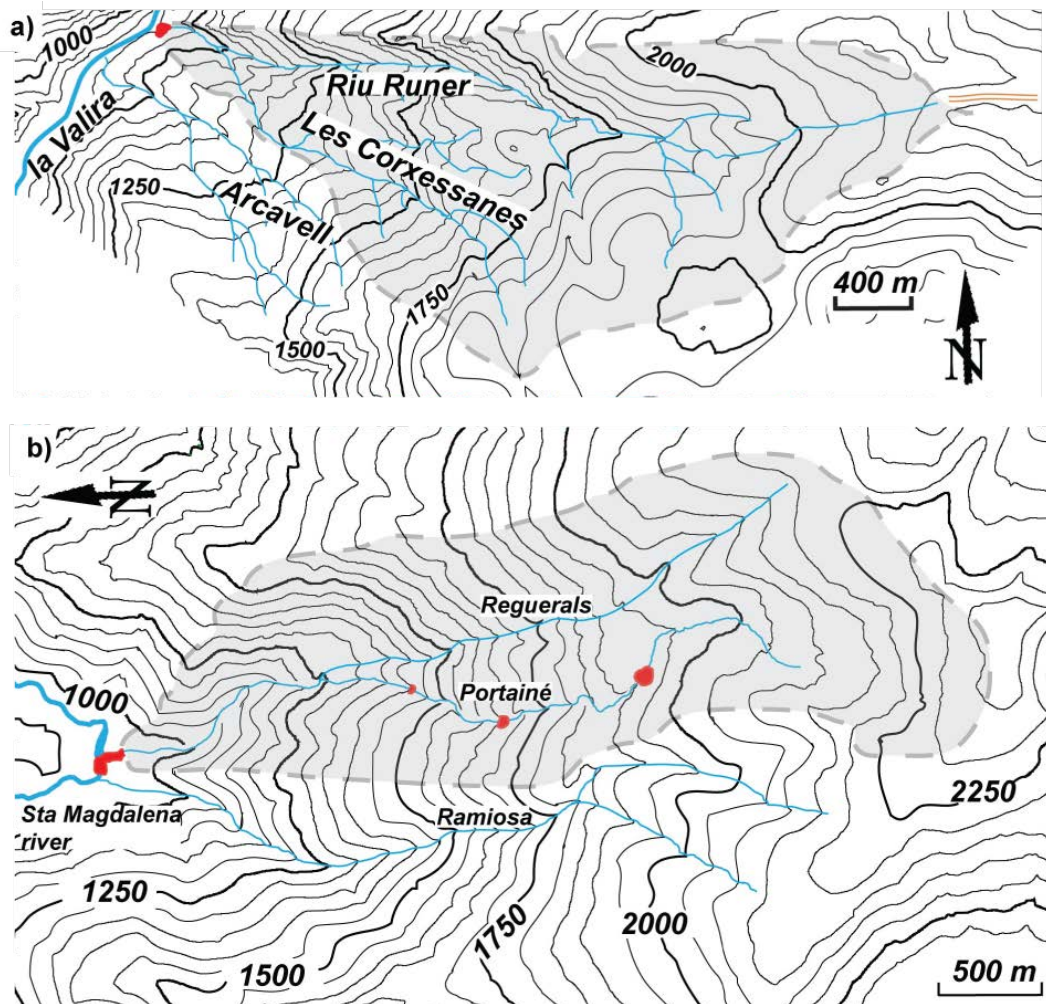 a)
1000
2000
Riu Runer
la Valira
Les Corxessanes
1250
Arcavell
400 m
1750
1500
N
b)
N
Reguerals
1000
Portainé
Sta Magdalena
river
Ramiosa
2250
1250
1750
2000
1500
500 m